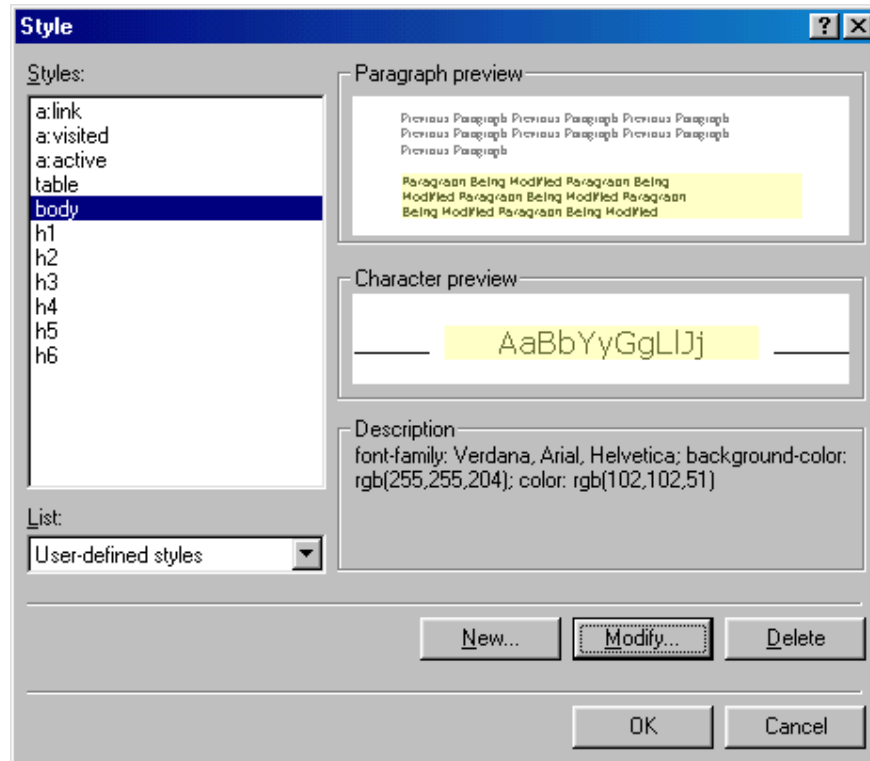 Style
Styles:
a:link
a:visited
a:active
table
body
h1
h2
h3
h4
h5
h6
List:
User-defined styles
Paragraph preview
Previous Paragraph Previous Paragraph Previous Paragraph
Previous Paragraph Previous Paragraph Previous Paragraph
Previous Paragraph
Paragraph Being Modified Paragraph Being
Modified Paragraph Being Modified Paragraph
Being Modified Paragraph Being Modified
Character preview
AaBbYyGgLlJj
Description
font-family: Verdana, Arial, Helvetica; background-color:
rgb(255,255,204); color: rgb(102,102,51)
New...
Modify...
Delete
OK
Cancel